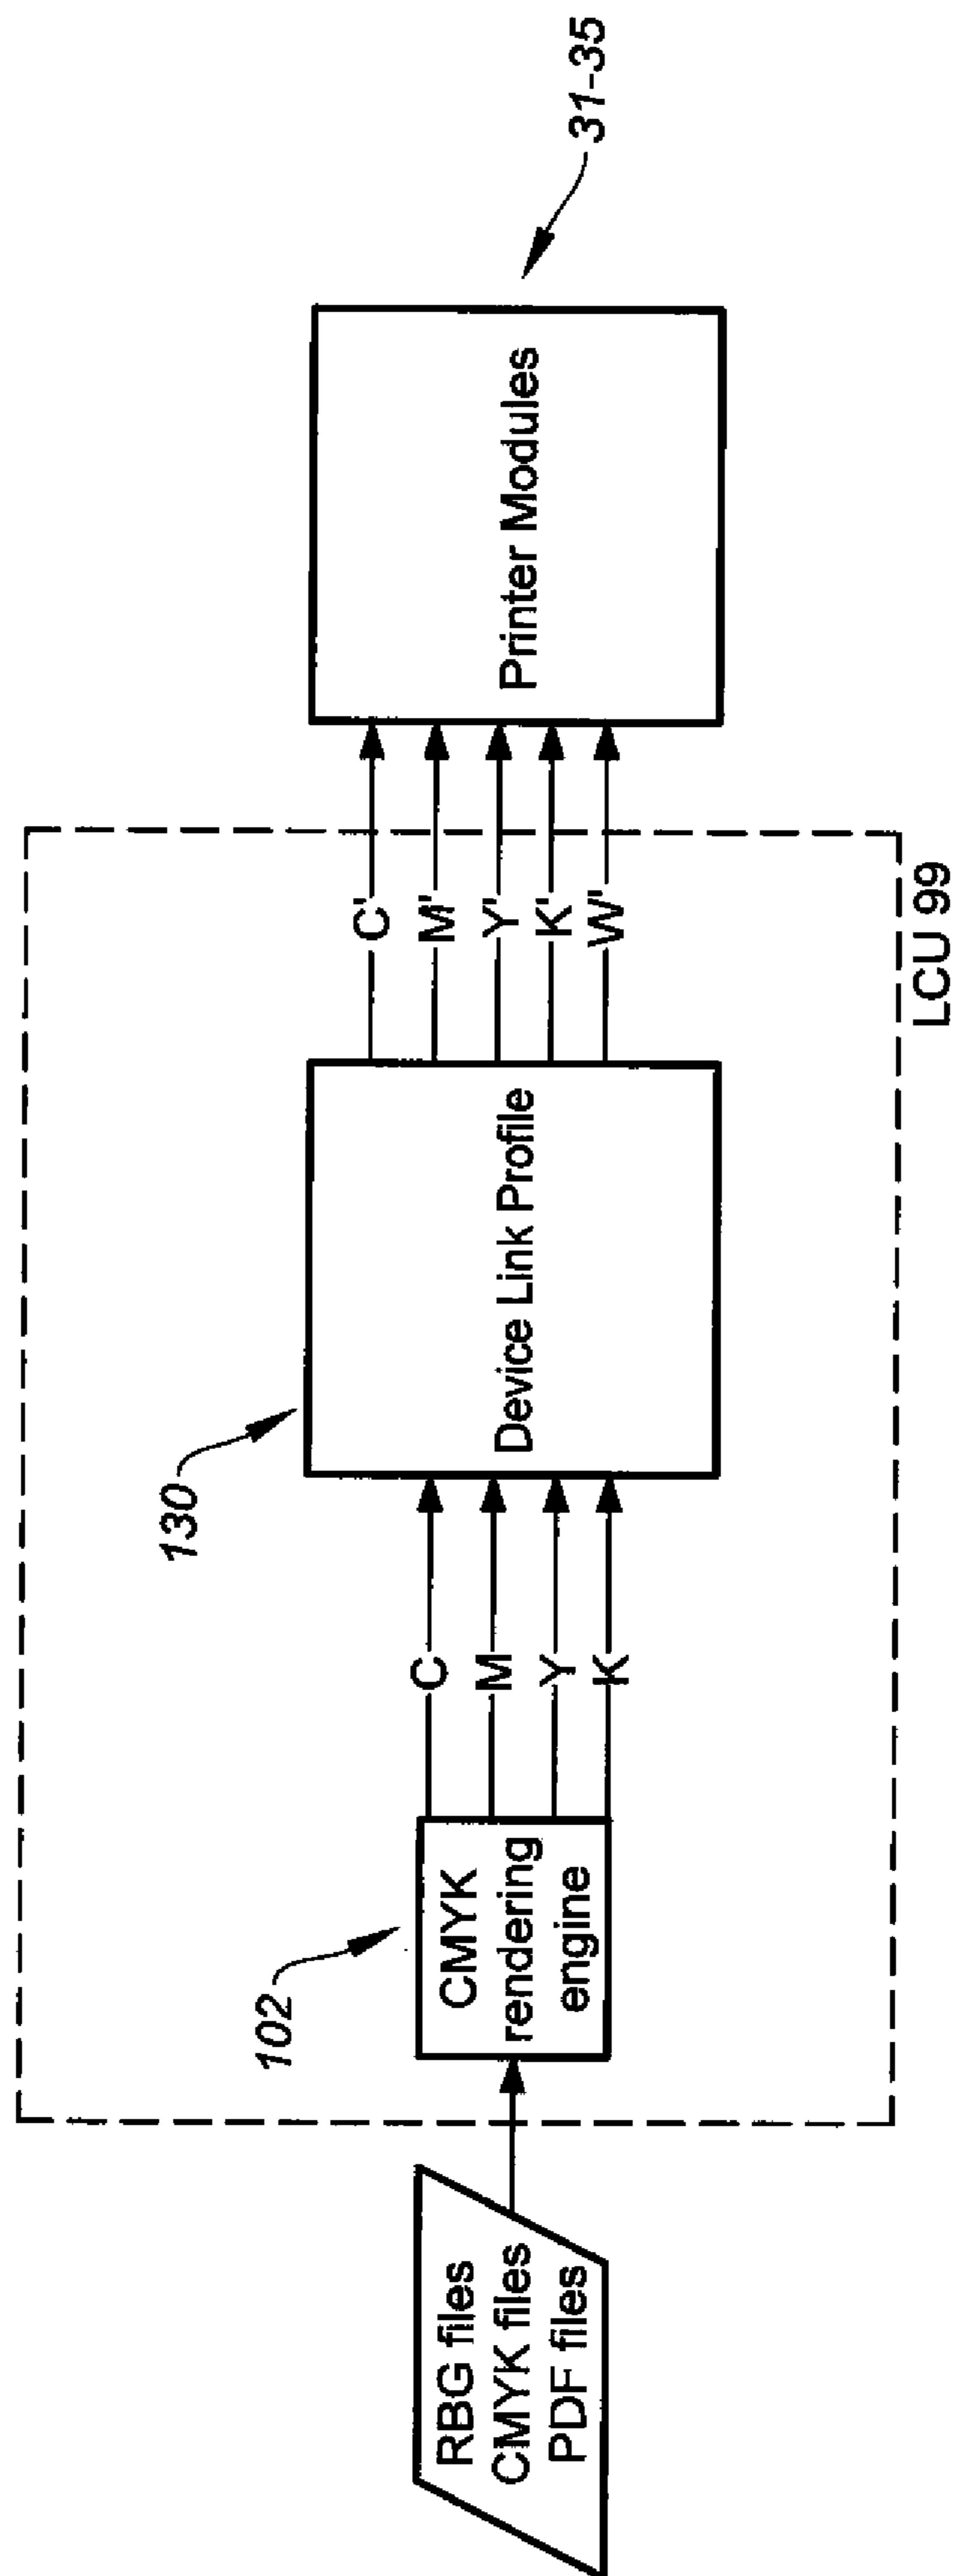 RBG files
CMYK files
PDF files
102
CMYK
rendering
engine
C
M
Y
K
130
Device Link Profile
C'
M'
Y'
K'
W'
LCU 99
Printer Modules
31-35